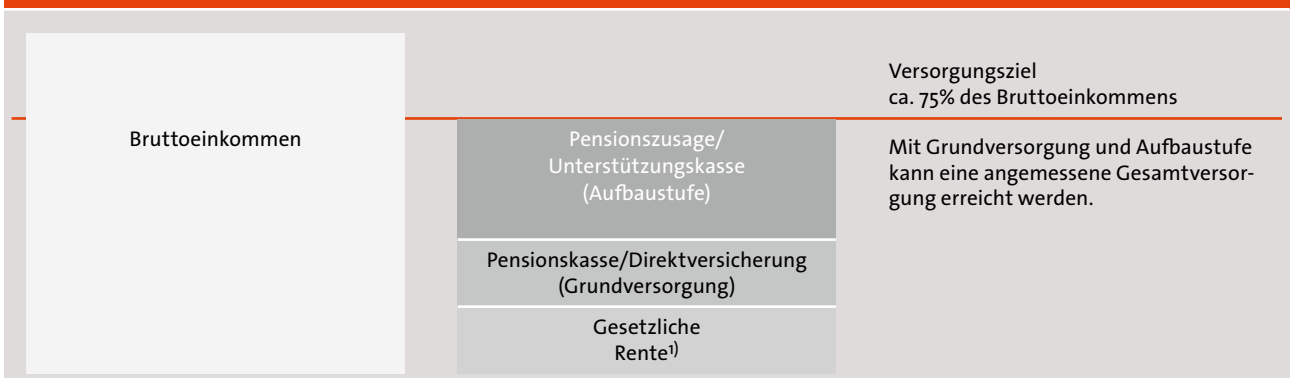 Bruttoeinkommen
Pensionszusage/
Unterstützungskasse
(Aufbaustufe)
Pensionskasse/Direktversicherung
(Grundversorgung)
Gesetzliche
Rente¹⁾
Versorgungsziel
ca. 75% des Bruttoeinkommens
Mit Grundversorgung und Aufbaustufe
kann eine angemessene Gesamtversor-
gung erreicht werden.